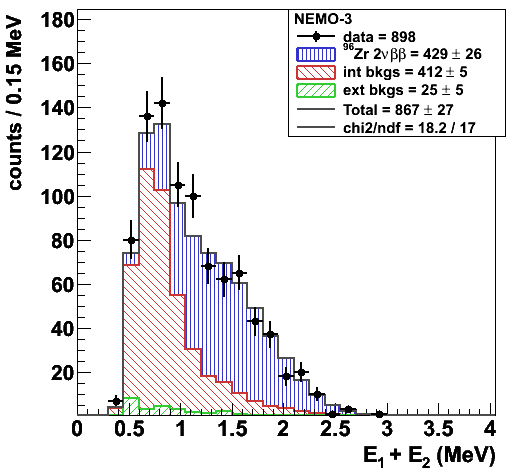 NEMO-3
data = 898
⁹⁶Zr 2νββ = 429 ± 26
int bkgs = 412 ± 5
ext bkgs = 25 ± 5
Total = 867 ± 27
chi2/ndf = 18.2 / 17
counts / 0.15 MeV
180
160
140
120
100
80
60
40
20
0 0.5 1 1.5 2 2.5 3 3.5 4
E₁ + E₂ (MeV)